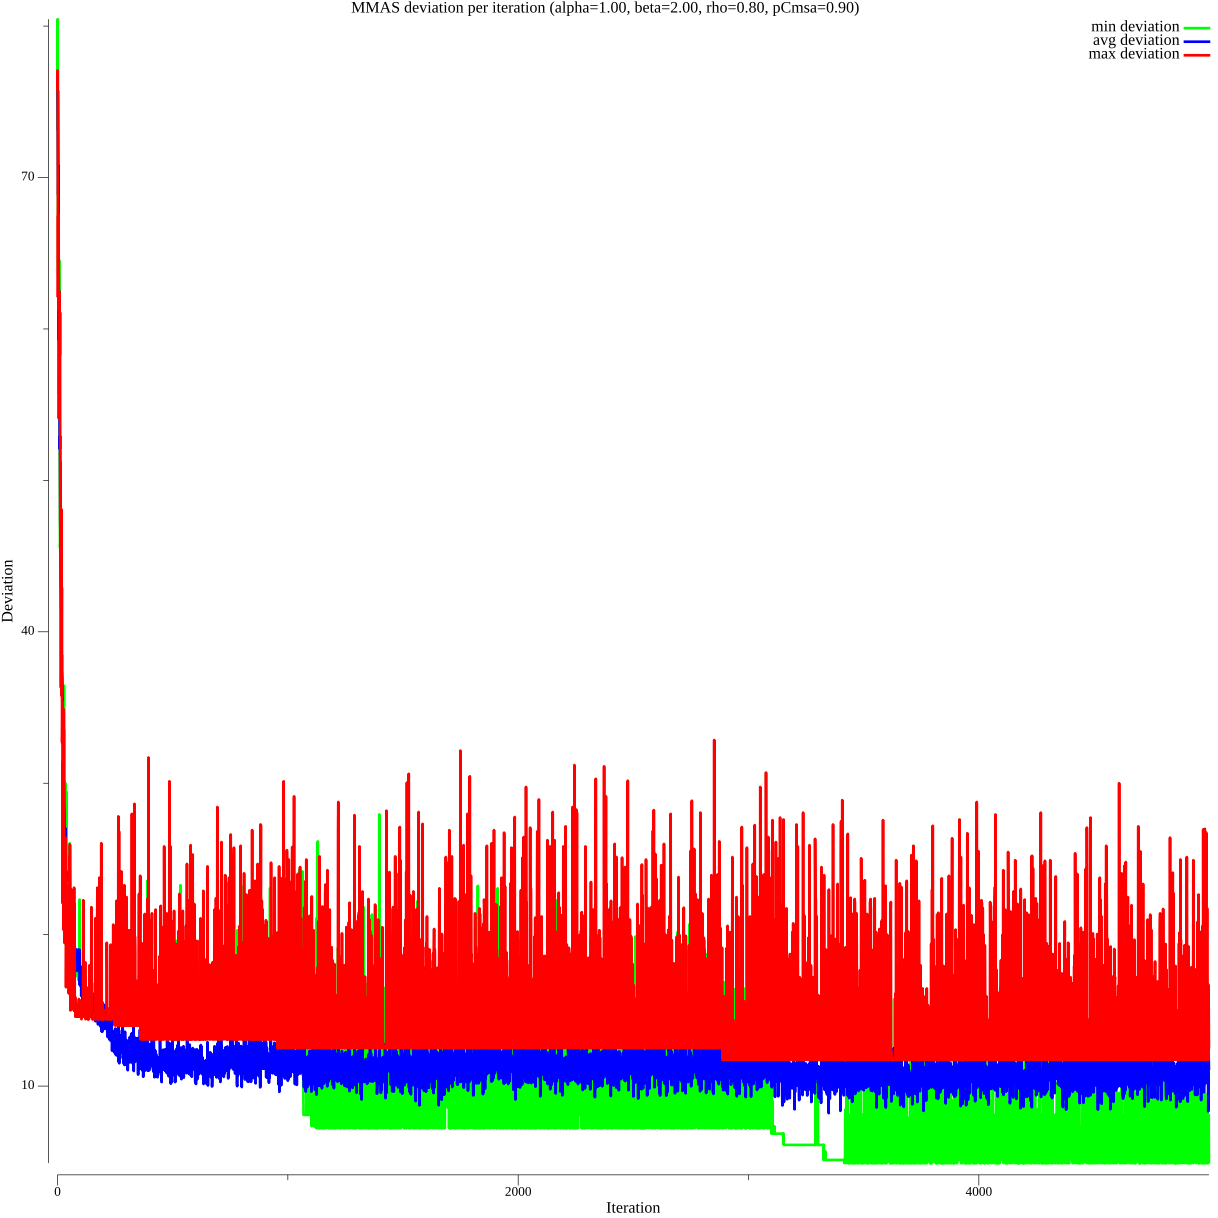 MMAS deviation per iteration (alpha=1.00, beta=2.00, rho=0.80, pCmsa=0.90)
min deviation
avg deviation
max deviation
70
40
10
Deviation
0
2000
4000
Iteration